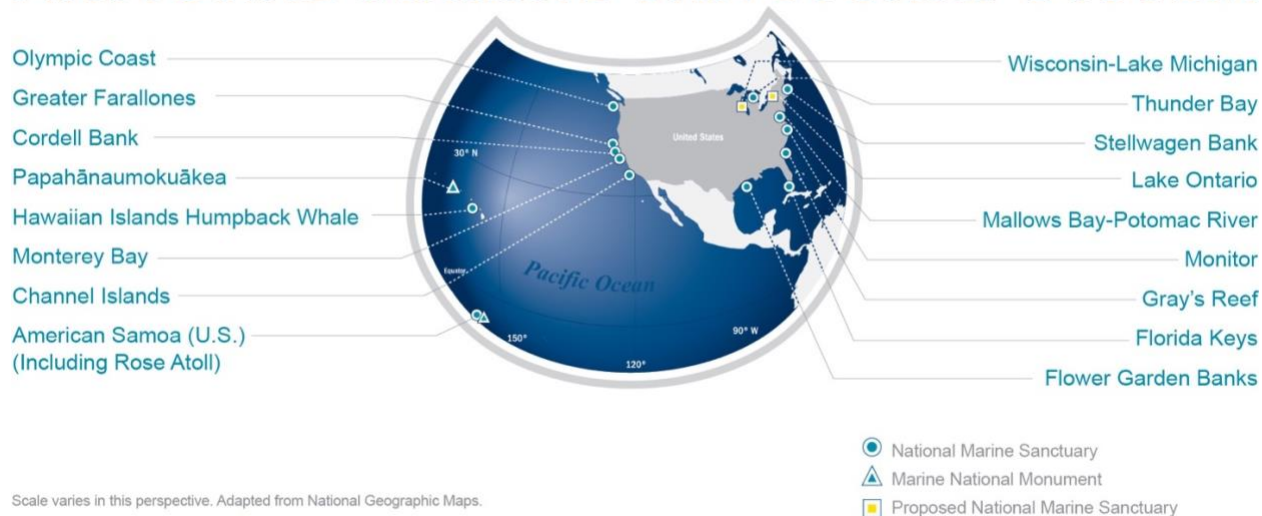 Olympic Coast
Greater Farallones
Cordell Bank
Papahānaumokuākea
Hawaiian Islands Humpback Whale
Monterey Bay
Channel Islands
American Samoa (U.S.)
(Including Rose Atoll)
30° N
Equator
150°
120°
90° W
Pacific Ocean
United States
Wisconsin-Lake Michigan
Thunder Bay
Stellwagen Bank
Lake Ontario
Mallows Bay-Potomac River
Monitor
Gray's Reef
Florida Keys
Flower Garden Banks
National Marine Sanctuary
Marine National Monument
Proposed National Marine Sanctuary
Scale varies in this perspective. Adapted from National Geographic Maps.